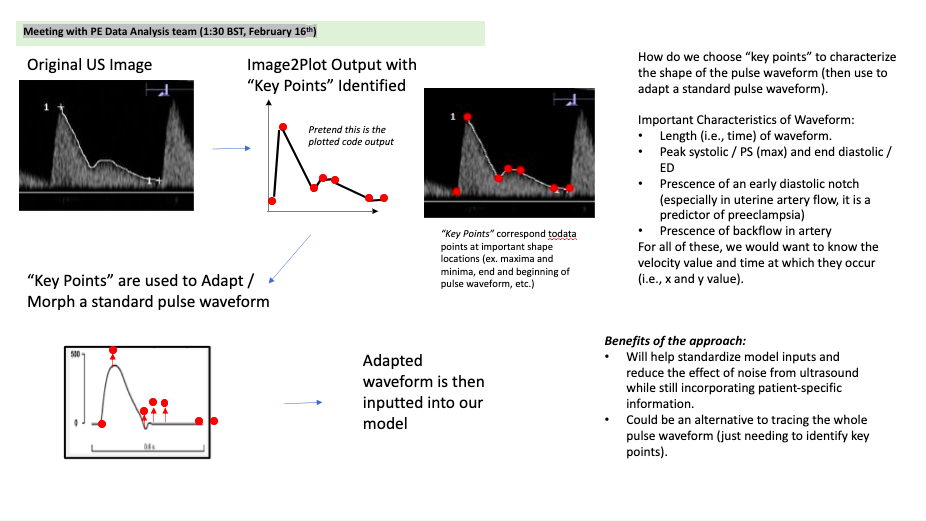 Meeting with PE Data Analysis team (1:30 BST, February 16th)
Original US Image
Image2Plot Output with
“Key Points” Identified
1
1
Pretend this is the
plotted code output
1
1
“Key Points” correspond todata
points at important shape
locations (ex. maxima and
minima, end and beginning of
pulse waveform, etc.)
How do we choose “key points” to characterize
the shape of the pulse waveform (then use to
adapt a standard pulse waveform).
Important Characteristics of Waveform:
• Length (i.e., time) of waveform.
• Peak systolic / PS (max) and end diastolic /
ED
• Prescence of an early diastolic notch
(especially in uterine artery flow, it is a
predictor of preeclampsia)
• Presence of backflow in artery
For all of these, we would want to know the
velocity value and time at which they occur
(i.e., x and y value).
“Key Points” are used to Adapt /
Morph a standard pulse waveform
500
0
0.8 s
Adapted
waveform is then
inputted into our
model
Benefits of the approach:
• Will help standardize model inputs and
reduce the effect of noise from ultrasound
while still incorporating patient-specific
information.
• Could be an alternative to tracing the whole
pulse waveform (just needing to identify key
points).